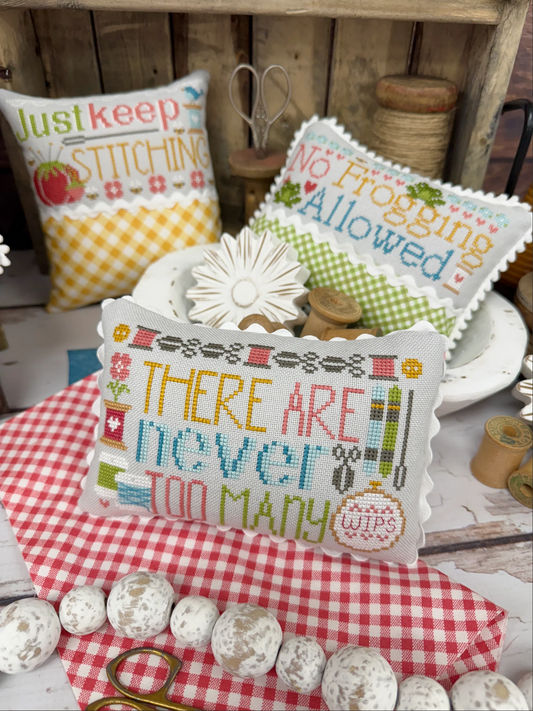 Just keep
STITCHING
No
Frogging
Allowed
THERE ARE
never
TOO MANY
WIPS